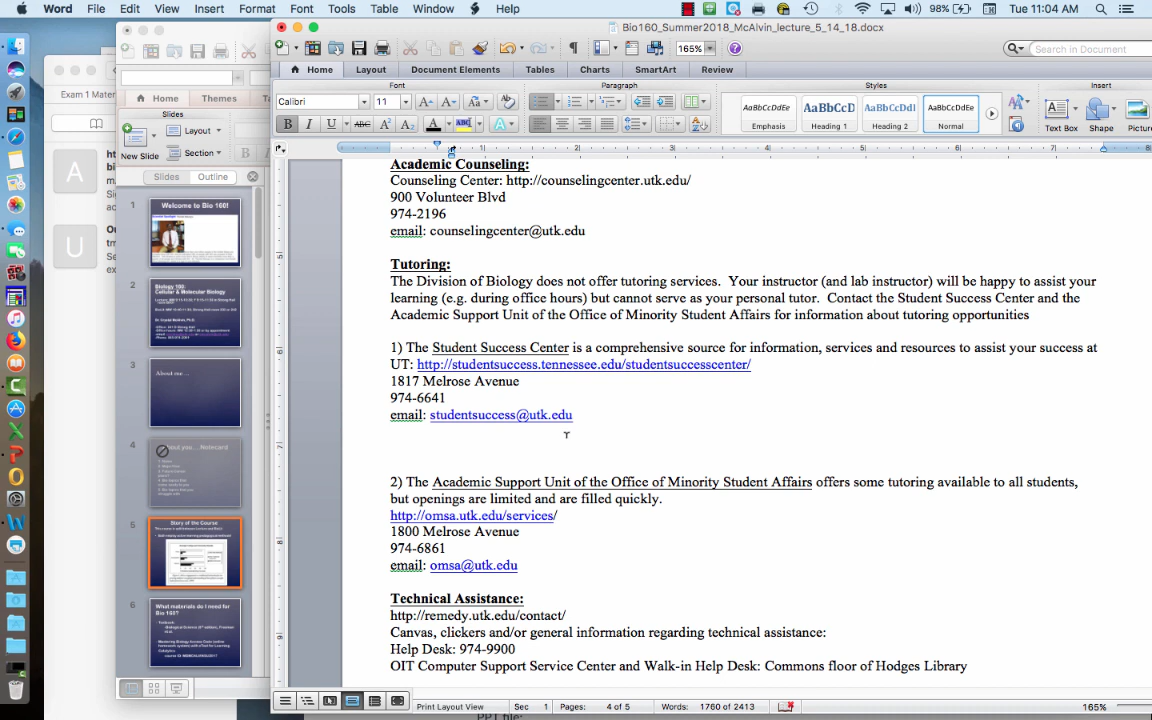 Word File Edit View Insert Format Font Tools Table Window Help
98% Tue 11:04 AM
Bio160_Summer2018_McAlvin_lecture_5_14_18.docx
165%
Search in Document
Home Layout Document Elements Tables Charts SmartArt Review
Font Paragraph Styles Insert
Calibri 11
AaBbCcDdEe AaBbCcD AaBbCcDdI AaBbCcDdEe
Emphasis Heading 1 Heading 2 Normal
Text Box Shape Picture
Exam 1 Mater
Home Themes
Slides
New Slide
Layout
Section
Slides Outline
1
Welcome to Bio 160!
2
Biology 160:
Cellular & Molecular Biology
3
About me...
4
5
Story of the Course
6
What materials do I need for
Bio 160?
A
U
Academic Counseling:
Counseling Center: http://counselingcenter.utk.edu/
900 Volunteer Blvd
974-2196
email: counselingcenter@utk.edu
Tutoring:
The Division of Biology does not offer tutoring services. Your instructor (and lab instructor) will be happy to assist your
learning (e.g. during office hours) but cannot serve as your personal tutor. Contact the Student Success Center and the
Academic Support Unit of the Office of Minority Student Affairs for information about tutoring opportunities
1) The Student Success Center is a comprehensive source for information, services and resources to assist your success at
UT: http://studentsuccess.tennessee.edu/studentsuccesscenter/
1817 Melrose Avenue
974-6641
email: studentsuccess@utk.edu
2) The Academic Support Unit of the Office of Minority Student Affairs offers some tutoring available to all students,
but openings are limited and are filled quickly.
http://omsa.utk.edu/services/
1800 Melrose Avenue
974-6861
email: omsa@utk.edu
Technical Assistance:
http://remedy.utk.edu/contact/
Canvas, clickers and/or general information regarding technical assistance:
Help Desk: 974-9900
OIT Computer Support Service Center and Walk-in Help Desk: Commons floor of Hodges Library
Print Layout View Sec 1 Pages: 4 of 5 Words: 1760 of 2413 165%